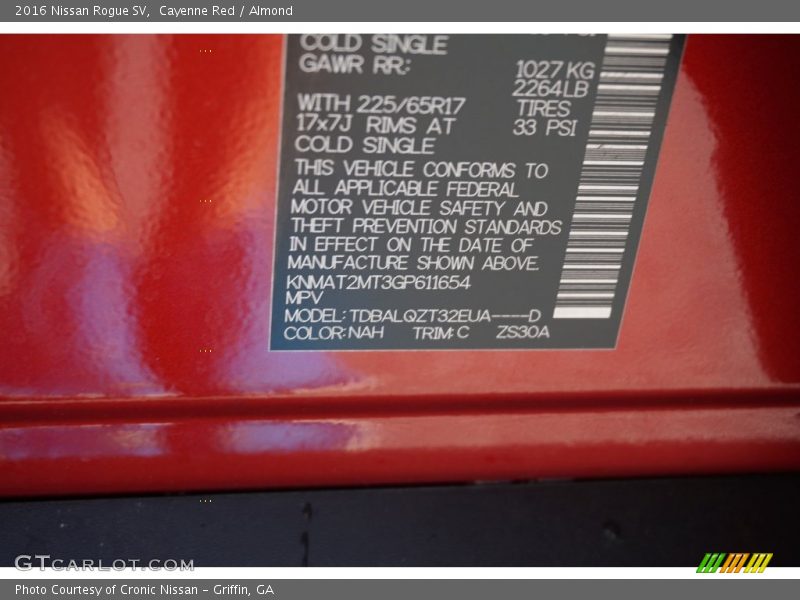 2016 Nissan Rogue SV,  Cayenne Red / Almond
COLD SINGLE
GAWR RR: 1027 KG
2264LB
WITH 225/65R17 TIRES
17x7J RIMS AT 33 PSI
COLD SINGLE
THIS VEHICLE CONFORMS TO
ALL APPLICABLE FEDERAL
MOTOR VEHICLE SAFETY AND
THEFT PREVENTION STANDARDS
IN EFFECT ON THE DATE OF
MANUFACTURE SHOWN ABOVE.
KNMAT2MT3GP611654
MPV
MODEL: TDBALQZT32EUA----D
COLOR: NAH TRIM: C ZS30A
GTCARLOT.COM
Photo Courtesy of Cronic Nissan – Griffin, GA